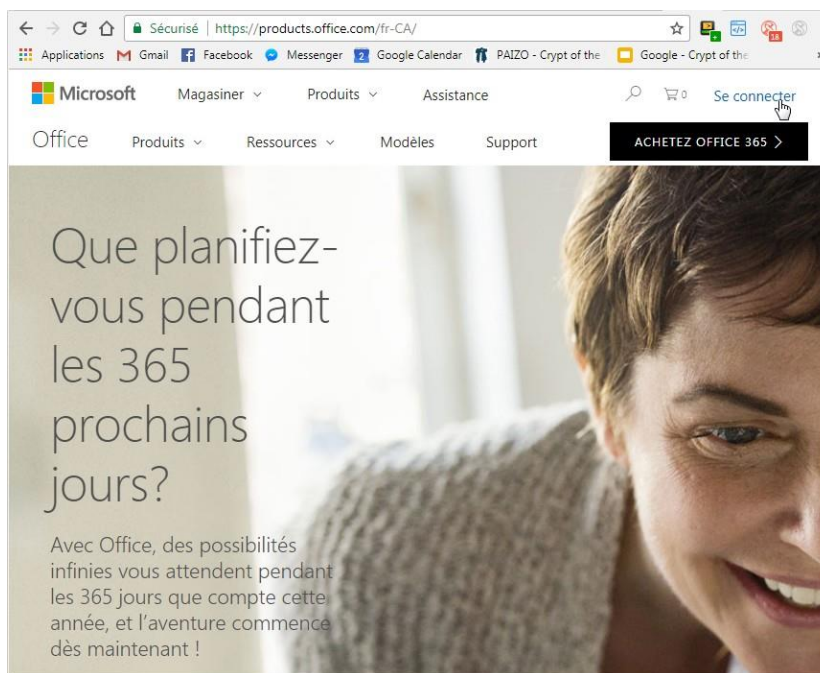 Sécurisé | https://products.office.com/fr-CA/
Applications Gmail Facebook Messenger 2 Google Calendar PAIZO - Crypt of the Google - Crypt of the
Microsoft Magasiner Produits Assistance 0 Se connecter
Office Produits Ressources Modèles Support ACHETEZ OFFICE 365
Que planifiez-
vous pendant
les 365
prochains
jours?
Avec Office, des possibilités
infinies vous attendent pendant
les 365 jours que compte cette
année, et l'aventure commence
dès maintenant !